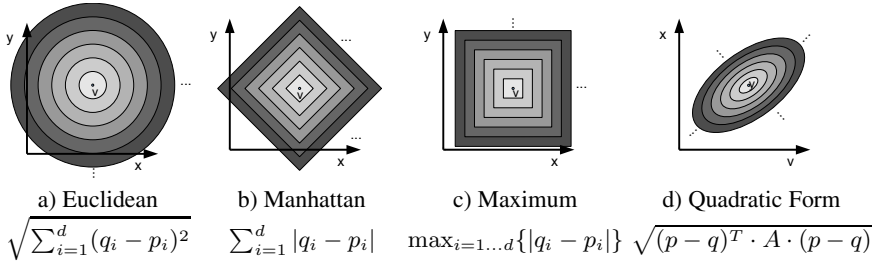 y
v
x
...
y
v
x
...
...
y
v
x
...
x
v
v
a) Euclidean
b) Manhattan
c) Maximum
d) Quadratic Form
√∑_{i=1}^{d}(q_i − p_i)^2
∑_{i=1}^{d} |q_i − p_i|
max_{i=1...d}{|q_i − p_i|}
√(p − q)^T · A · (p − q)